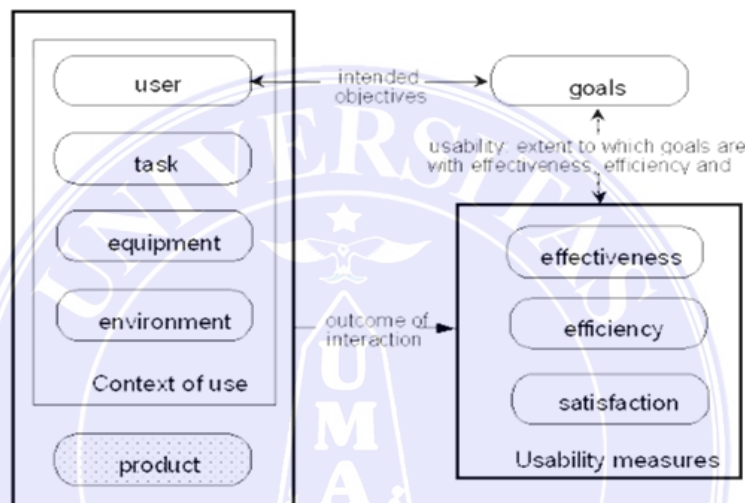 user
intended
objectives
goals
usability: extent to which goals are
with effectiveness, efficiency and
task
equipment
effectiveness
environment
outcome of
interaction
efficiency
Context of use
satisfaction
product
Usability measures
UNIVERSITAS
U
M
A